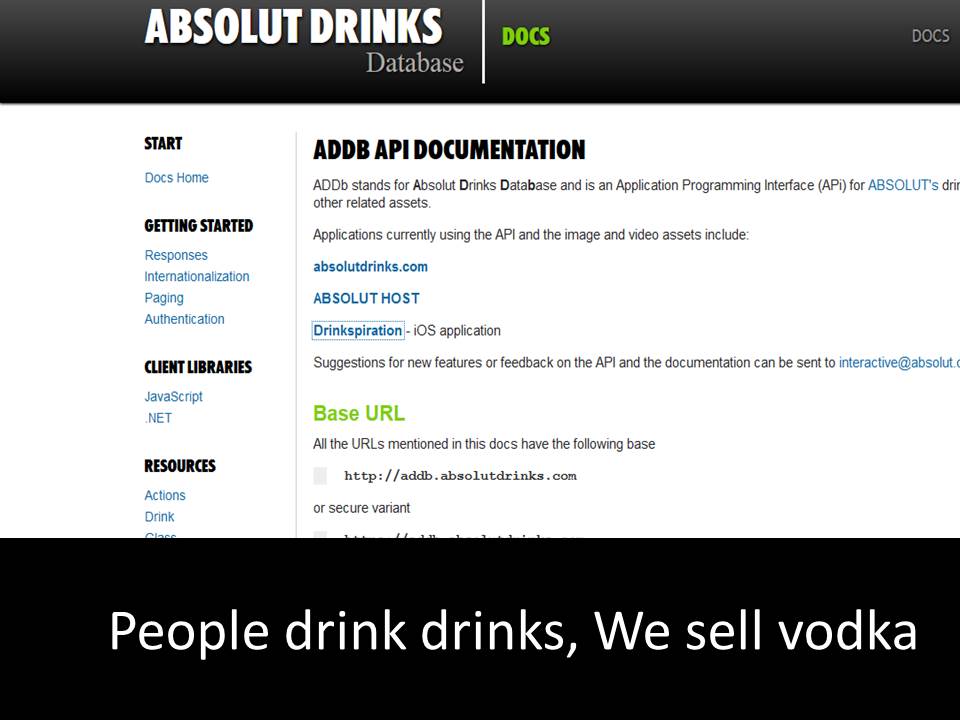 ABSOLUT DRINKS
Database
DOCS
DOCS
START
Docs Home
GETTING STARTED
Responses
Internationalization
Paging
Authentication
CLIENT LIBRARIES
JavaScript
.NET
RESOURCES
Actions
Drink
Glass
ADDB API DOCUMENTATION
ADDb stands for Absolut Drinks Database and is an Application Programming Interface (APi) for ABSOLUT's
other related assets.
Applications currently using the API and the image and video assets include:
absolutdrinks.com
ABSOLUT HOST
Drinkspiration - iOS application
Suggestions for new features or feedback on the API and the documentation can be sent to interactive@absolut.
Base URL
All the URLs mentioned in this docs have the following base
http://addb.absolutdrinks.com
or secure variant
People drink drinks, We sell vodka